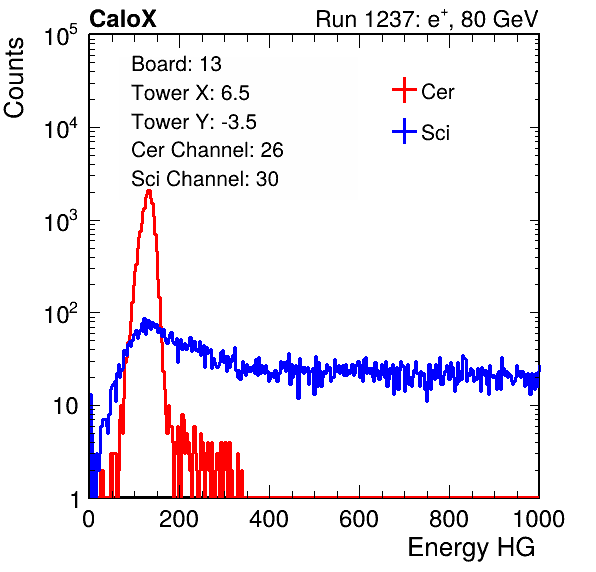 CaloX Run 1237: e⁺, 80 GeV
Counts
10⁵
10⁴
10³
10²
10
1
Board: 13
Tower X: 6.5
Tower Y: -3.5
Cer Channel: 26
Sci Channel: 30
Cer
Sci
0 200 400 600 800 1000
Energy HG